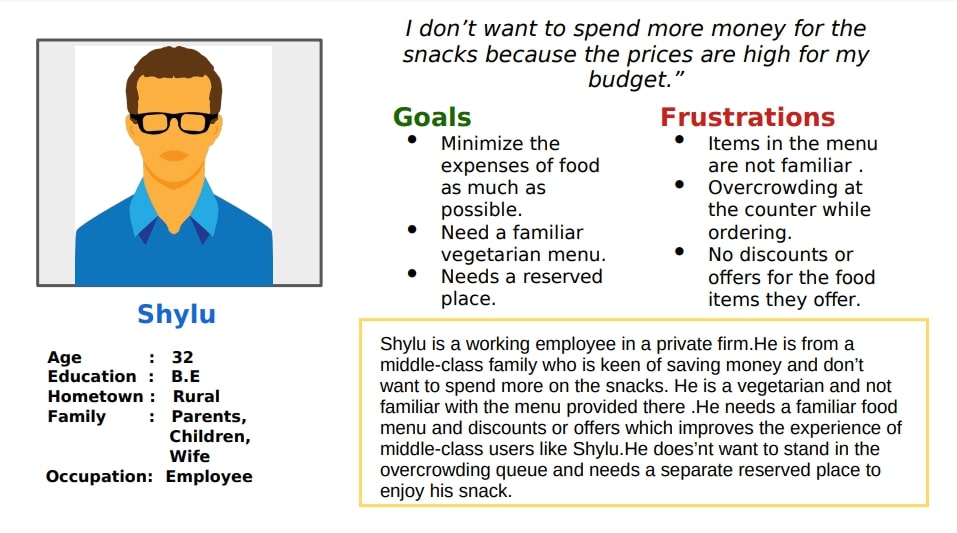 I don’t want to spend more money for the
snacks because the prices are high for my
budget.”
Goals
Minimize the
expenses of food
as much as
possible.
Need a familiar
vegetarian menu.
Needs a reserved
place.
Frustrations
Items in the menu
are not familiar .
Overcrowding at
the counter while
ordering.
No discounts or
offers for the food
items they offer.
Shylu
Age : 32
Education : B.E
Hometown : Rural
Family : Parents,
Children,
Wife
Occupation: Employee
Shylu is a working employee in a private firm.He is from a
middle-class family who is keen of saving money and don’t
want to spend more on the snacks. He is a vegetarian and not
familiar with the menu provided there .He needs a familiar food
menu and discounts or offers which improves the experience of
middle-class users like Shylu.He does’nt want to stand in the
overcrowding queue and needs a separate reserved place to
enjoy his snack.